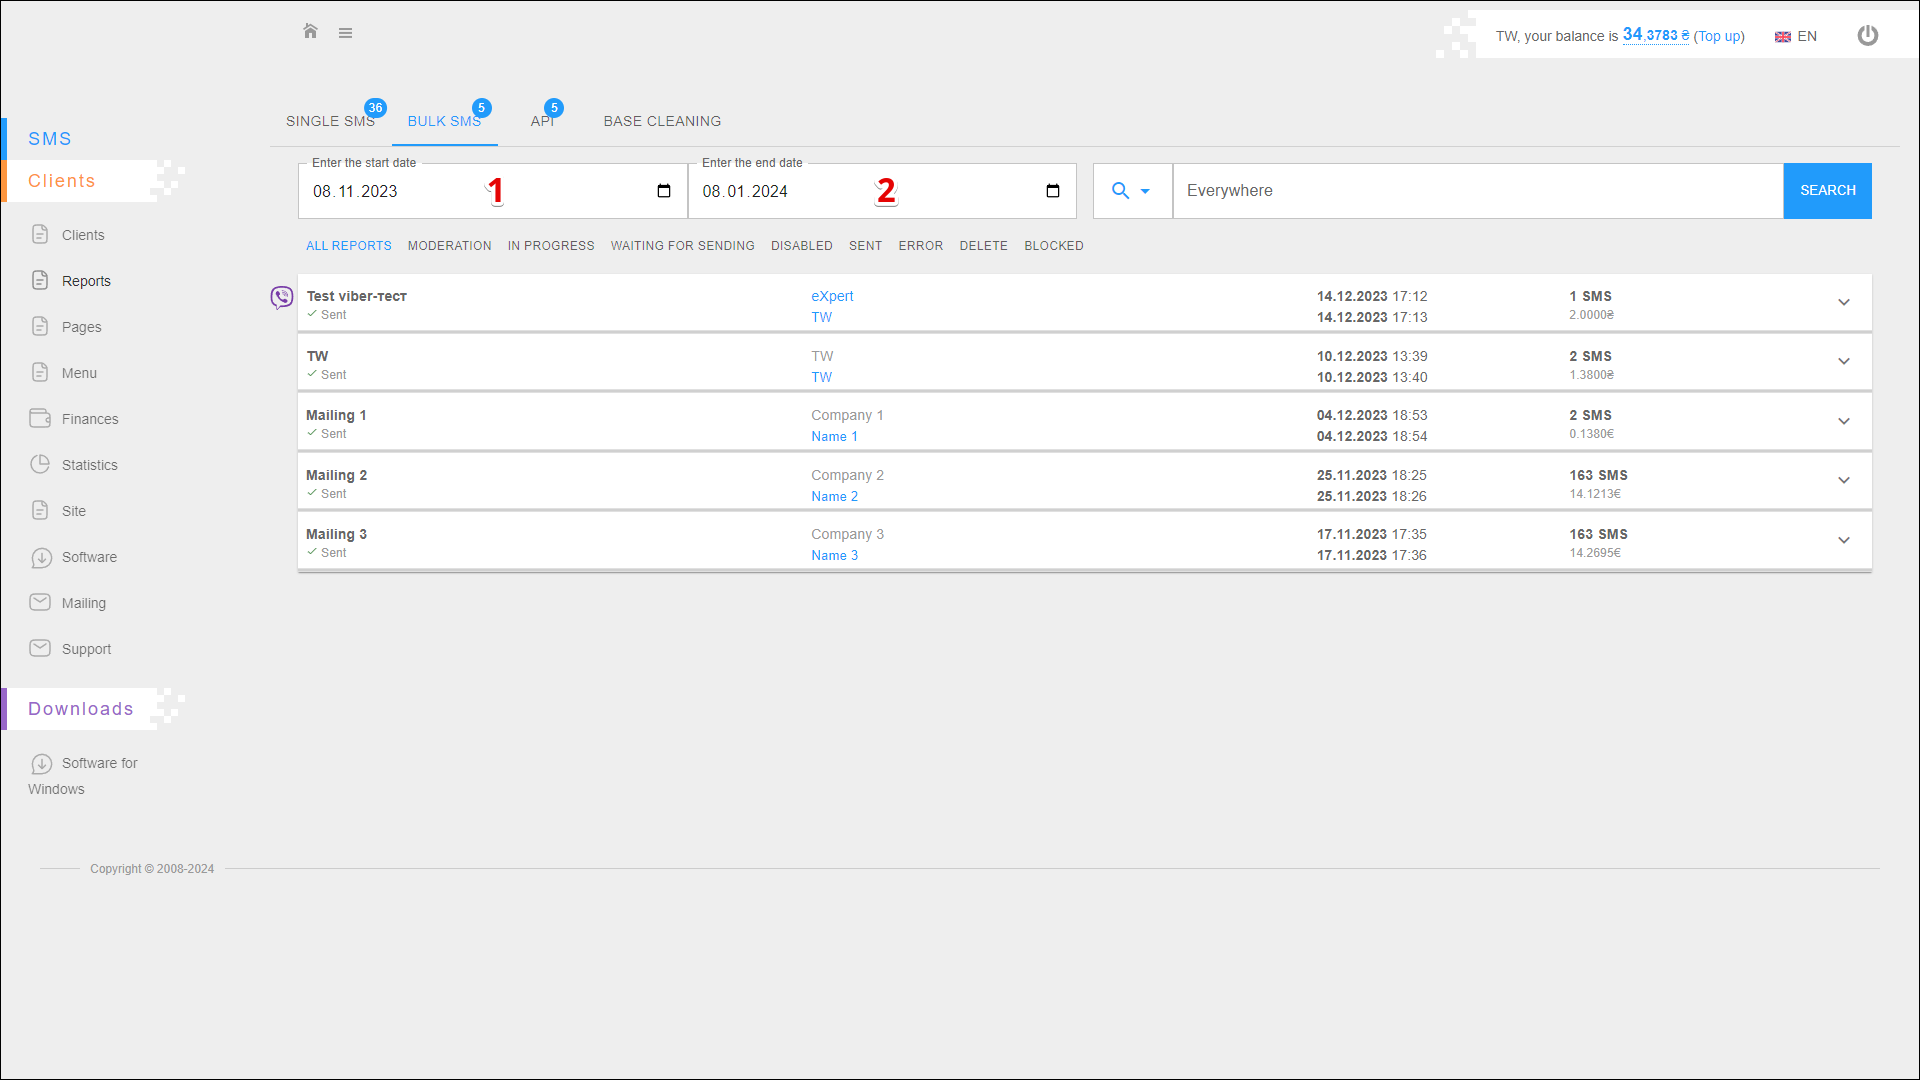 TW, your balance is 34,3783 ₴ (Top up)
EN
SMS
Clients
Clients
Reports
Pages
Menu
Finances
Statistics
Site
Software
Mailing
Support
Downloads
Software for
Windows
SINGLE SMS 36
BULK SMS 5
API 5
BASE CLEANING
Enter the start date
08.11.2023
1
Enter the end date
08.01.2024
2
Everywhere
SEARCH
ALL REPORTS MODERATION IN PROGRESS WAITING FOR SENDING DISABLED SENT ERROR DELETE BLOCKED
Test viber-тест
Sent
eXpert
TW
14.12.2023 17:12
14.12.2023 17:13
1 SMS
2.0000₴
TW
Sent
TW
TW
10.12.2023 13:39
10.12.2023 13:40
2 SMS
1.3800₴
Mailing 1
Sent
Company 1
Name 1
04.12.2023 18:53
04.12.2023 18:54
2 SMS
0.1380€
Mailing 2
Sent
Company 2
Name 2
25.11.2023 18:25
25.11.2023 18:26
163 SMS
14.1213€
Mailing 3
Sent
Company 3
Name 3
17.11.2023 17:35
17.11.2023 17:36
163 SMS
14.2695€
Copyright © 2008-2024